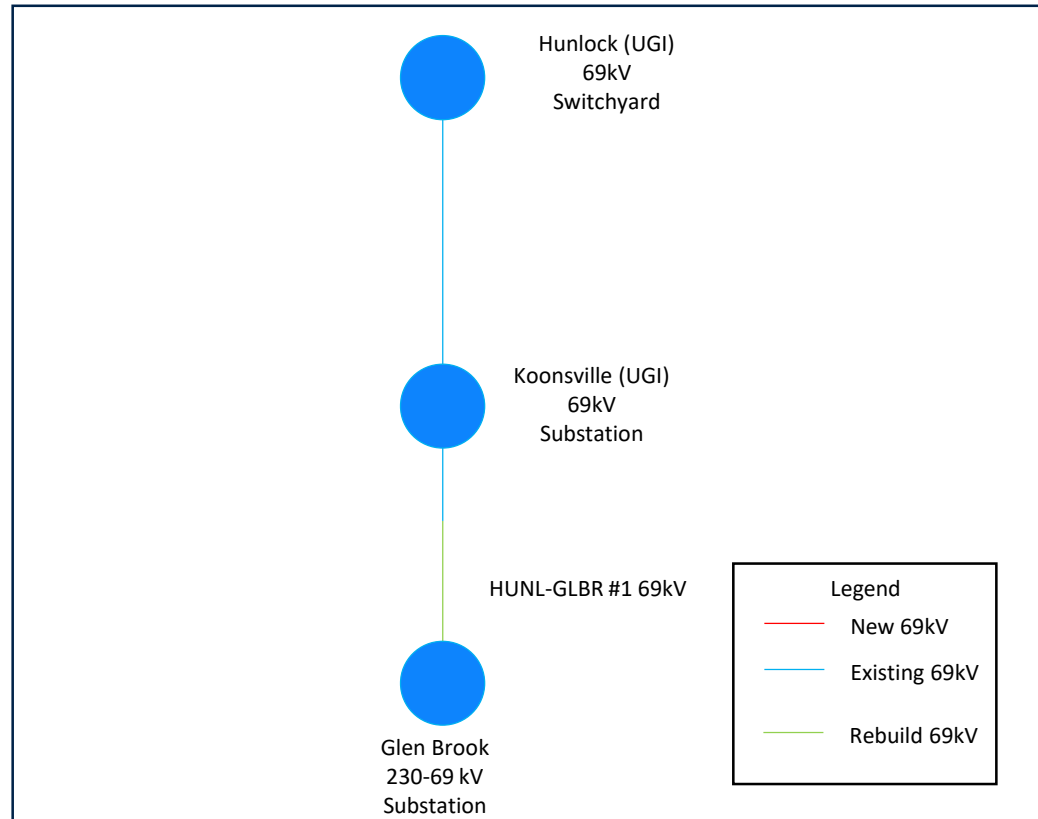 Hunlock (UGI)
69kV
Switchyard
Koonsville (UGI)
69kV
Substation
HUNL-GLBR #1 69kV
Glen Brook
230-69 kV
Substation
Legend
New 69kV
Existing 69kV
Rebuild 69kV